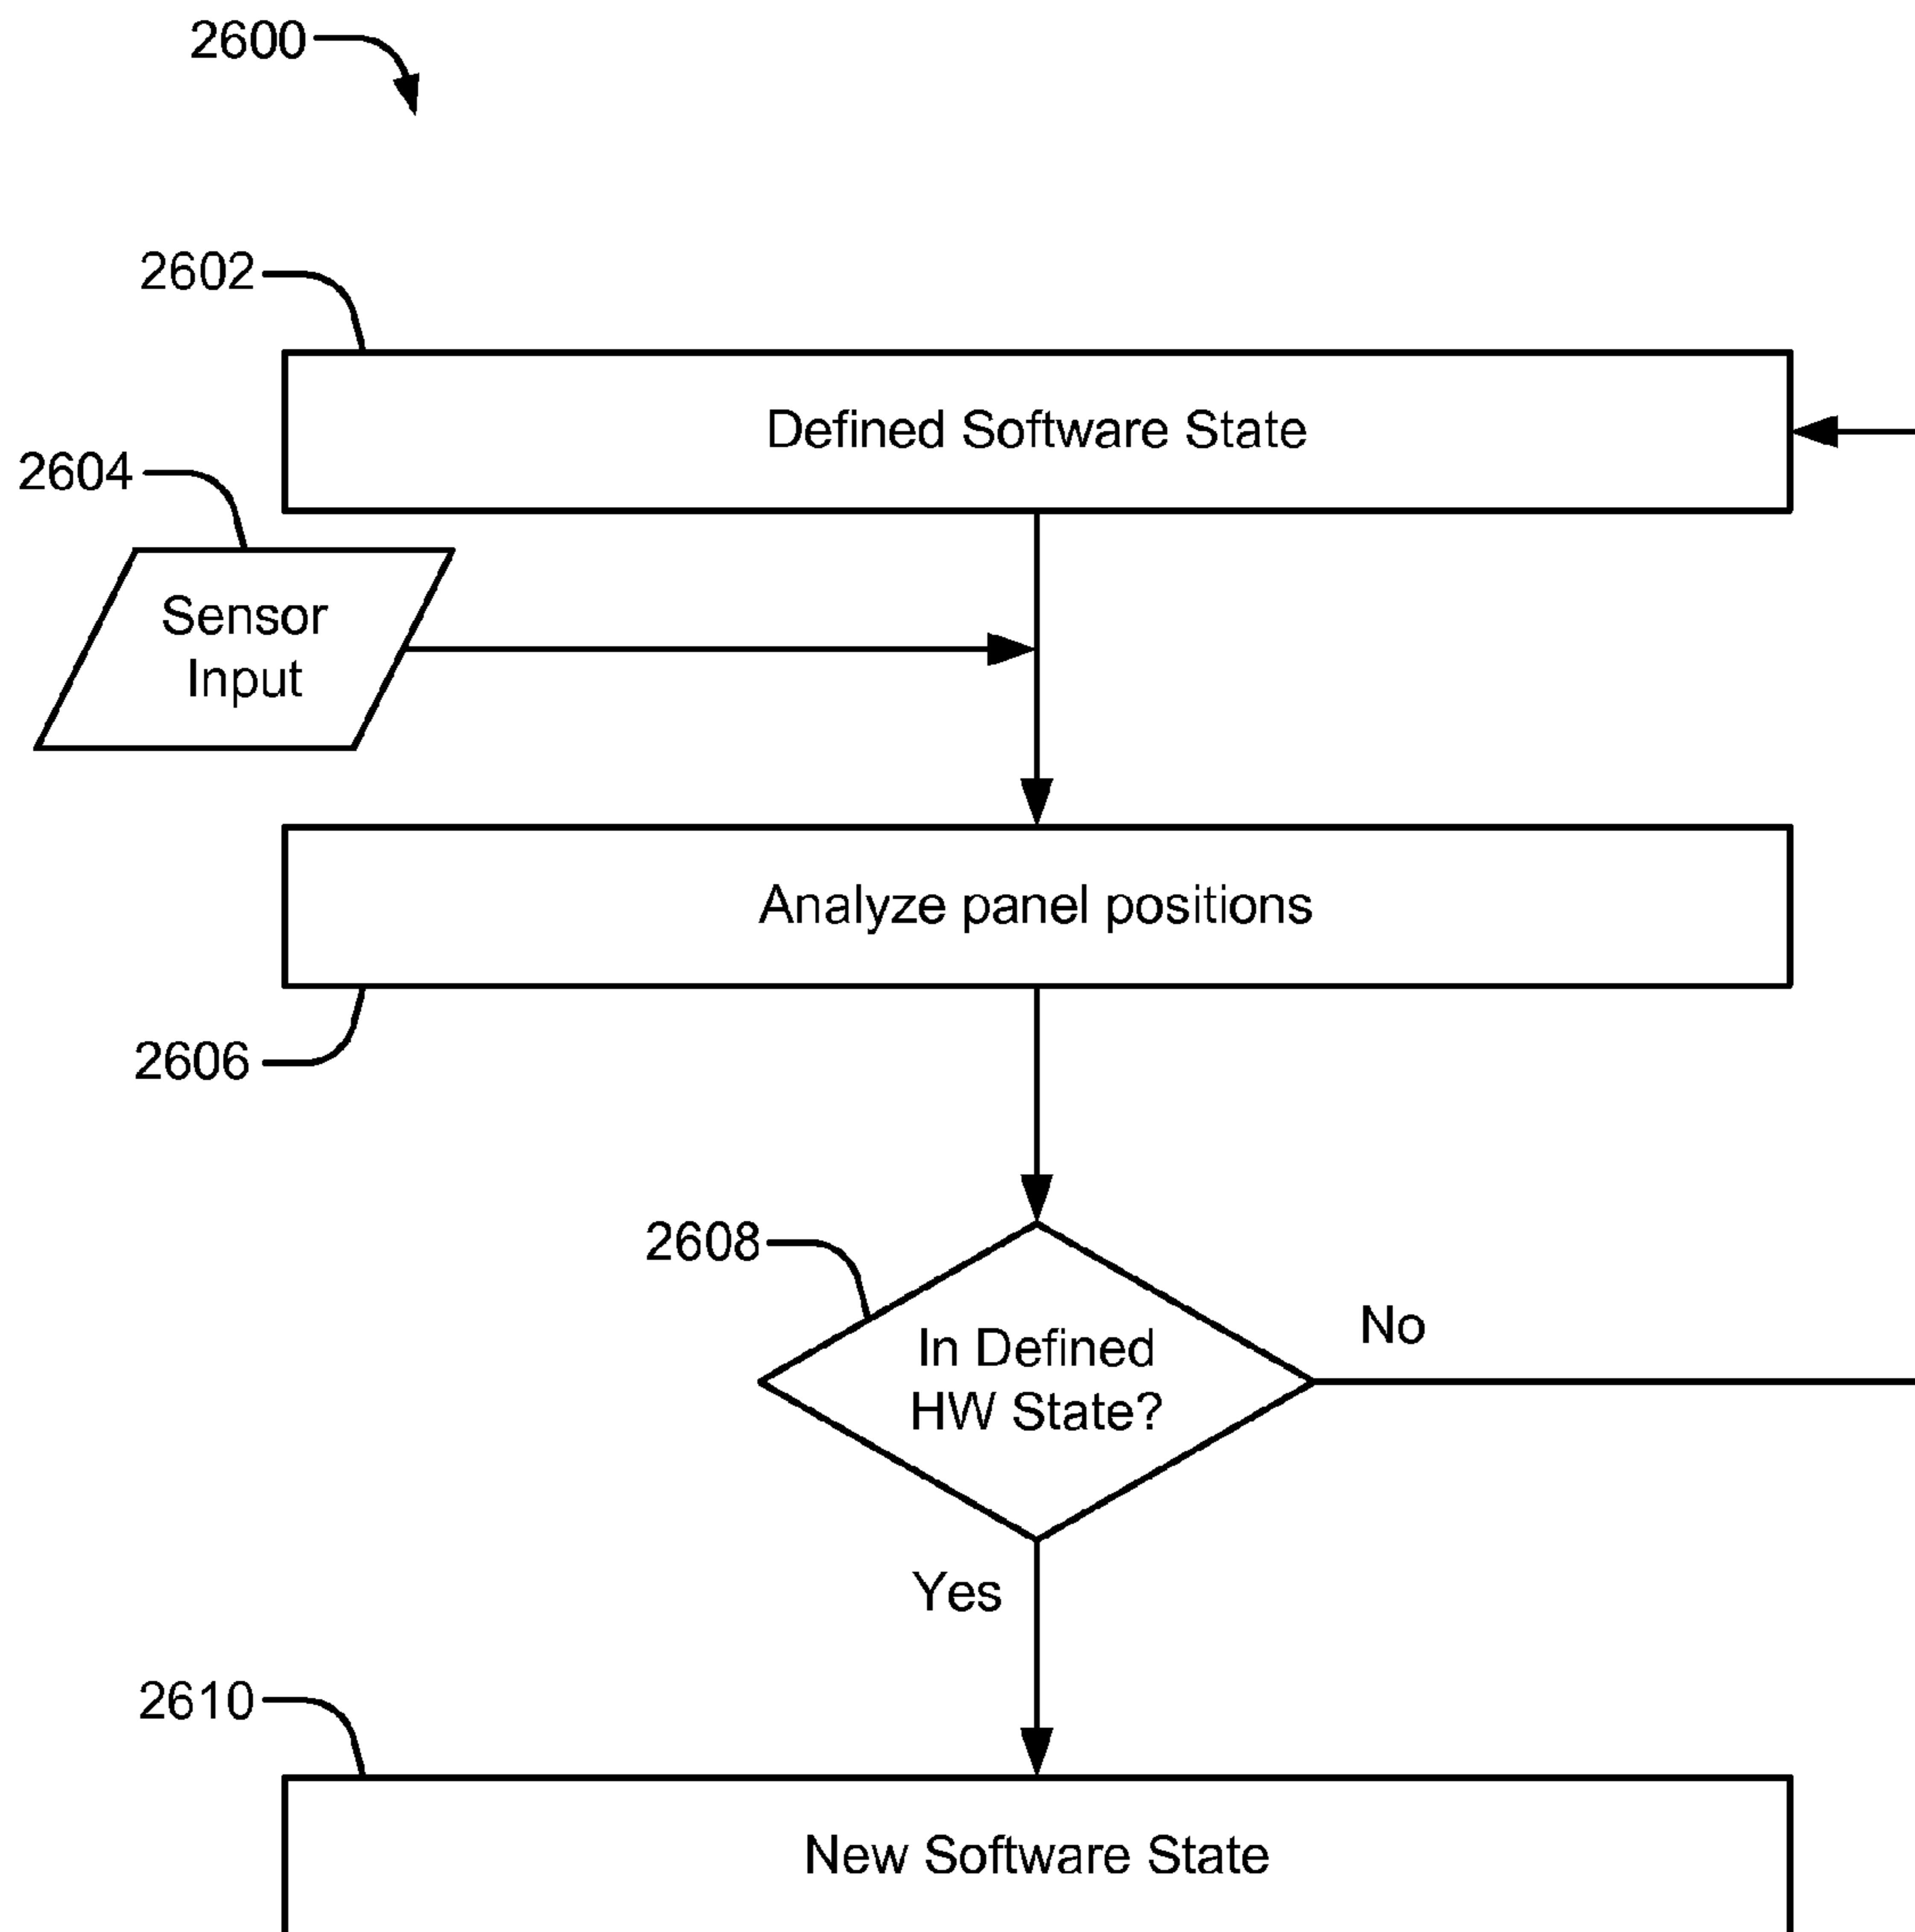 2600
2602
Defined Software State
2604
Sensor
Input
Analyze panel positions
2606
2608
In Defined
HW State?
No
Yes
2610
New Software State